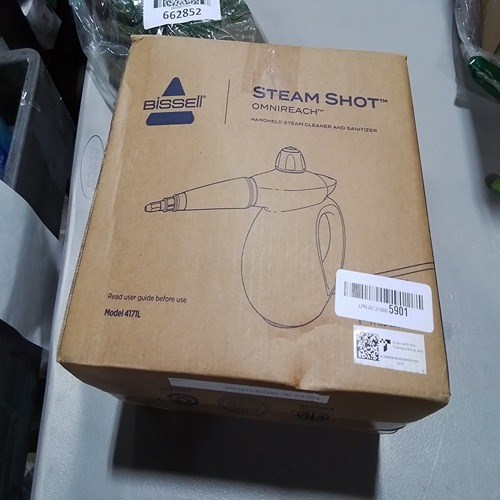 662852
BISSELL®
STEAM SHOT™
OMNIREACH™
HANDHELD STEAM CLEANER AND SANITIZER
Read user guide before use
Model 4171L
5901